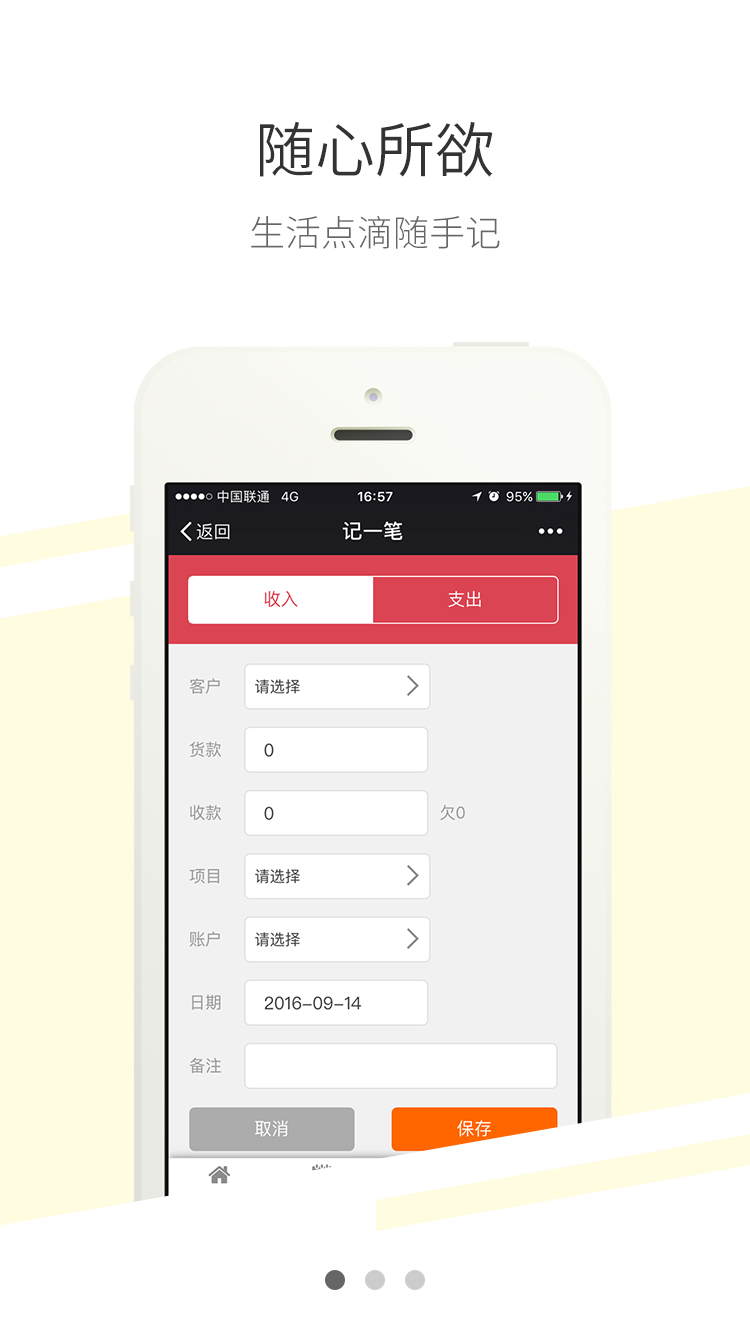 随心所欲
生活点滴随手记
中国联通 4G 16:57 95%
返回 记一笔
收入 支出
客户 请选择
货款 0
收款 0 欠0
项目 请选择
账户 请选择
日期 2016-09-14
备注
取消 保存